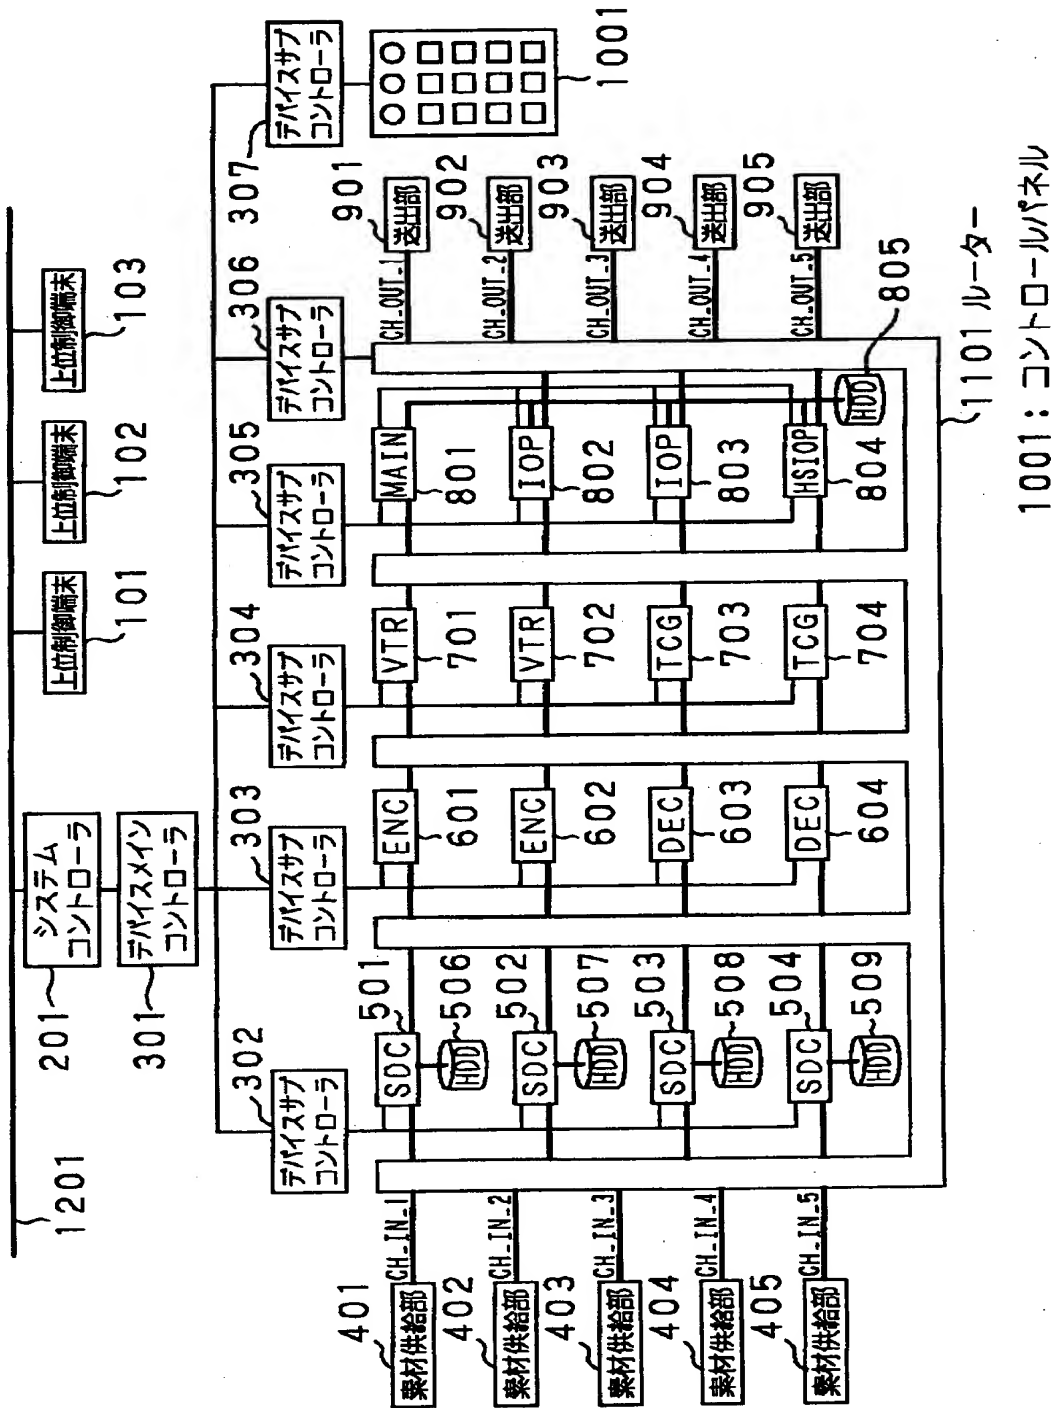 1201
上位制御端末
101
上位制御端末
102
上位制御端末
103
201
システム
コントローラ
301
デバイスメイン
コントローラ
302
デバイスサブ
コントローラ
303
デバイスサブ
コントローラ
304
デバイスサブ
コントローラ
305
デバイスサブ
コントローラ
306
デバイスサブ
コントローラ
307
デバイスサブ
コントローラ
1001
401
素材供給部
CH_IN_1
402
素材供給部
CH_IN_2
403
素材供給部
CH_IN_3
404
素材供給部
CH_IN_4
405
素材供給部
CH_IN_5
SDC
501
HDD
506
SDC
502
HDD
507
SDC
503
HDD
508
SDC
504
HDD
509
ENC
601
ENC
602
DEC
603
DEC
604
VTR
701
VTR
702
TCG
703
TCG
704
MAIN
801
IOP
802
IOP
803
HSIOP
804
HDD
805
CH_OUT_1
901
送出部
CH_OUT_2
902
送出部
CH_OUT_3
903
送出部
CH_OUT_4
904
送出部
CH_OUT_5
905
送出部
1101ルーター
1001:コントロールパネル